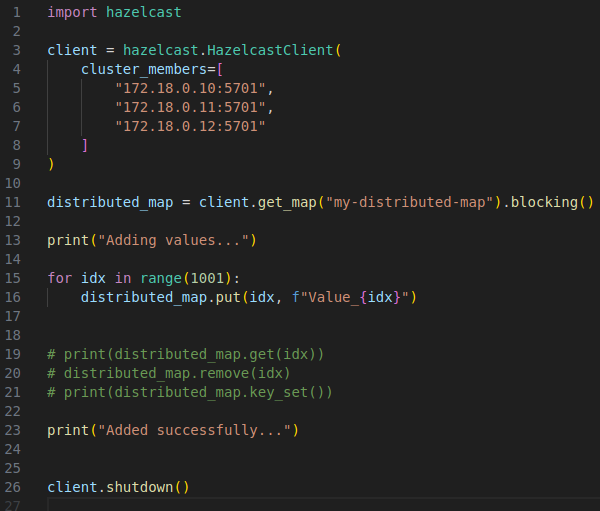 1 import hazelcast
2
3 client = hazelcast.HazelcastClient(
4     cluster_members=[
5         "172.18.0.10:5701",
6         "172.18.0.11:5701",
7         "172.18.0.12:5701"
8     ]
9 )
10
11 distributed_map = client.get_map("my-distributed-map").blocking()
12
13 print("Adding values...")
14
15 for idx in range(1001):
16     distributed_map.put(idx, f"Value_{idx}")
17
18
19 # print(distributed_map.get(idx))
20 # distributed_map.remove(idx)
21 # print(distributed_map.key_set())
22
23 print("Added successfully...")
24
25
26 client.shutdown()
27